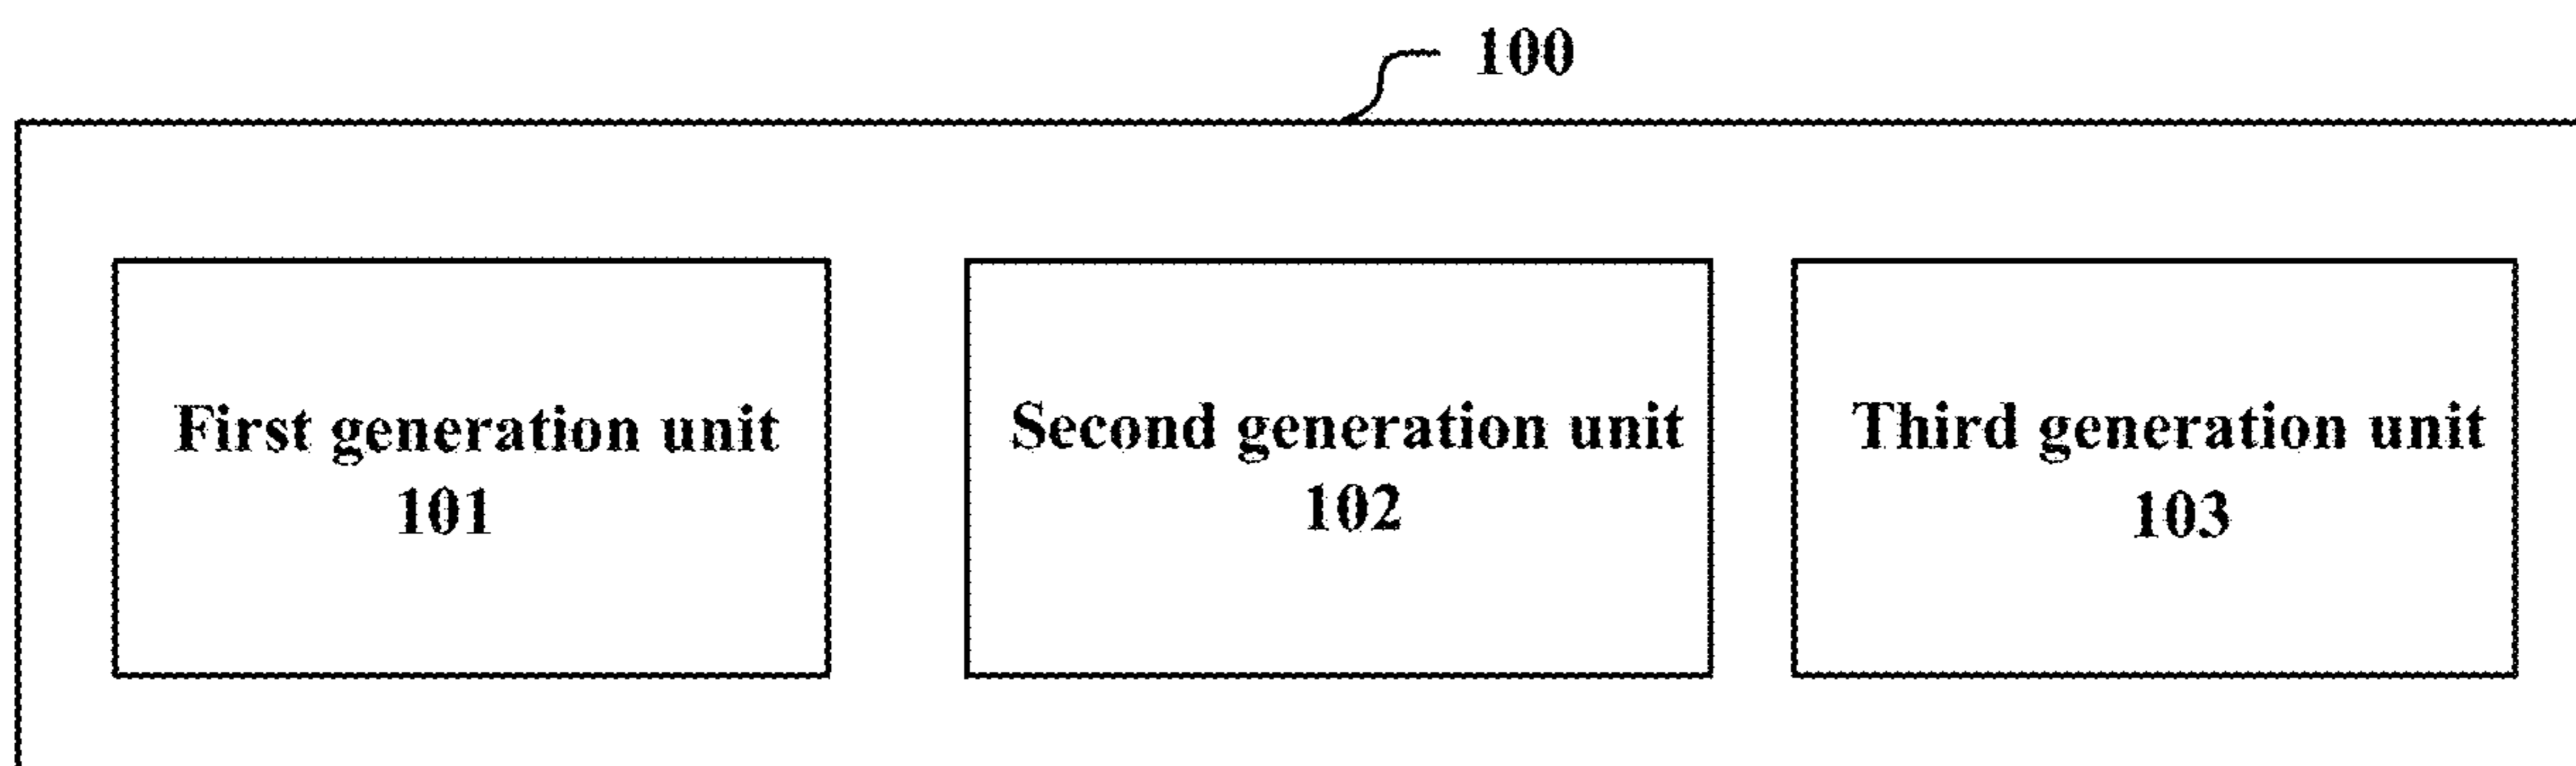 100
First generation unit
101
Second generation unit
102
Third generation unit
103